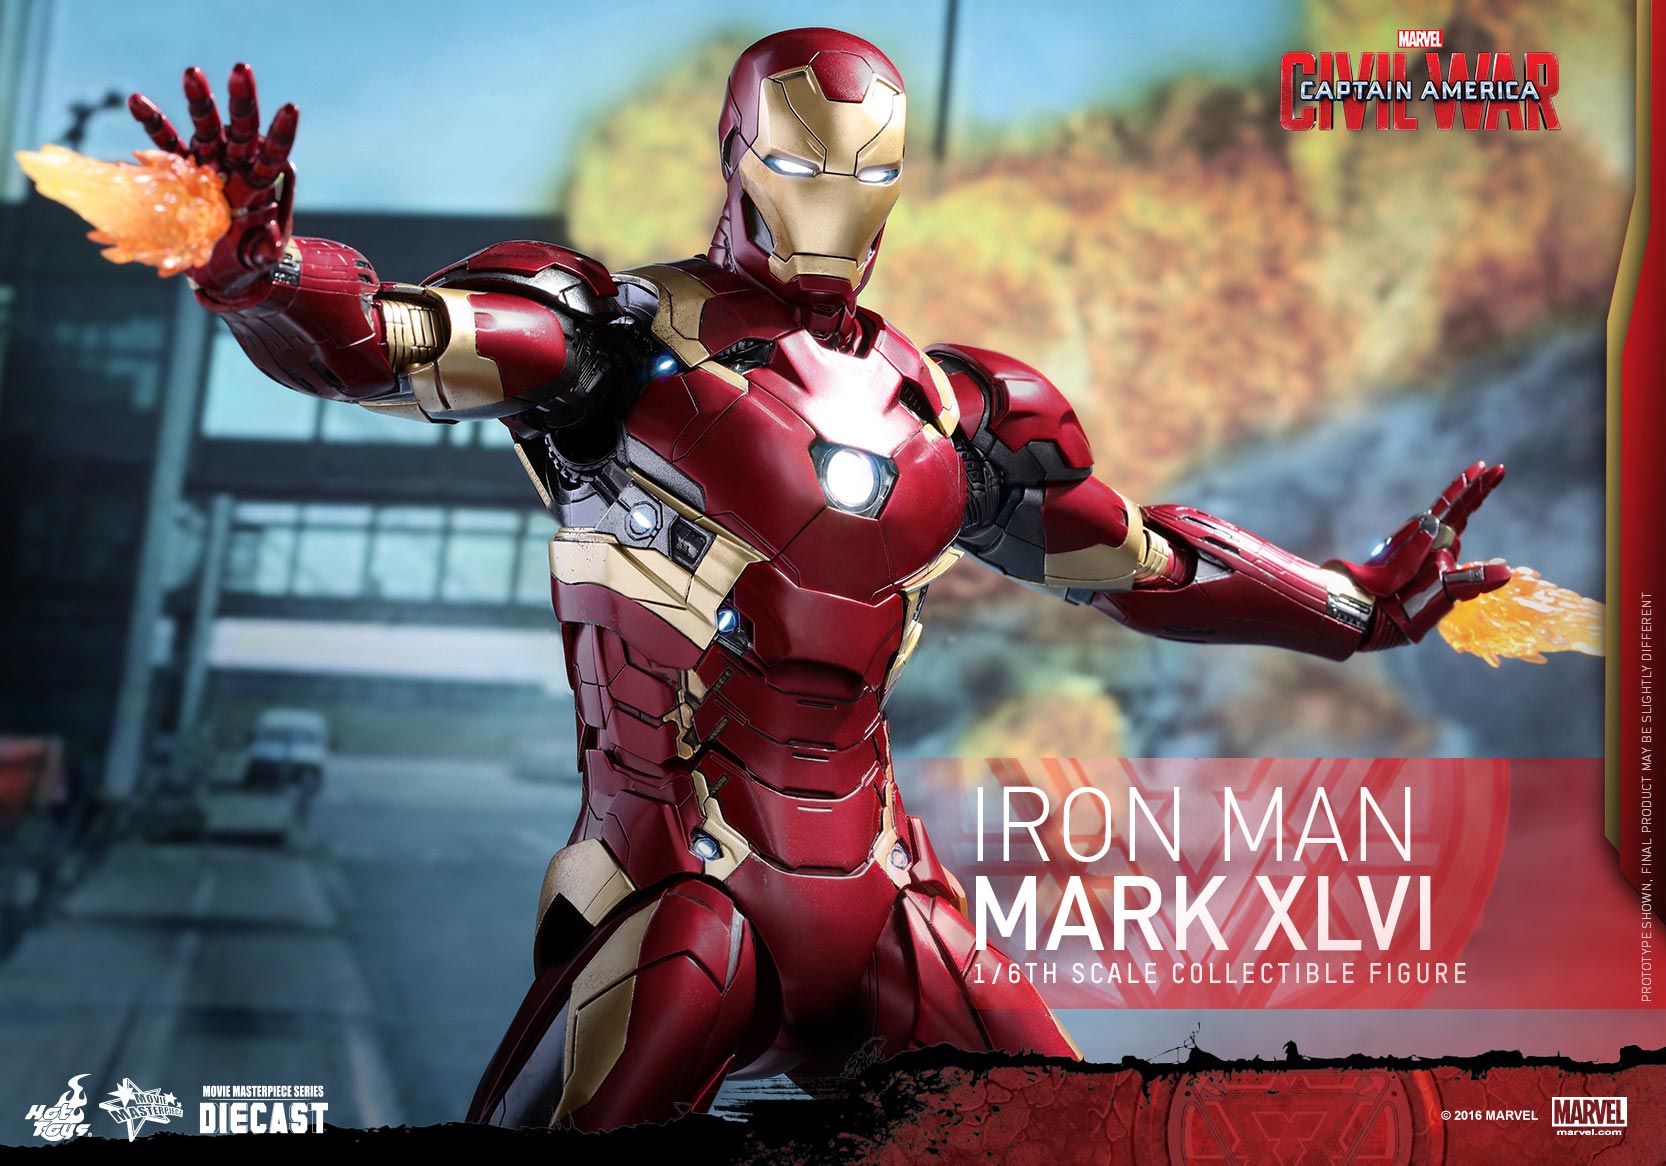 MARVEL
CIVIL WAR
CAPTAIN AMERICA
IRON MAN
MARK XLVI
1/6TH SCALE COLLECTIBLE FIGURE
PROTOTYPE SHOWN, FINAL PRODUCT MAY BE SLIGHTLY DIFFERENT
Hot Toys.
MOVIE MASTERPIECE
MOVIE MASTERPIECE SERIES
DIECAST
© 2016 MARVEL
MARVEL
marvel.com